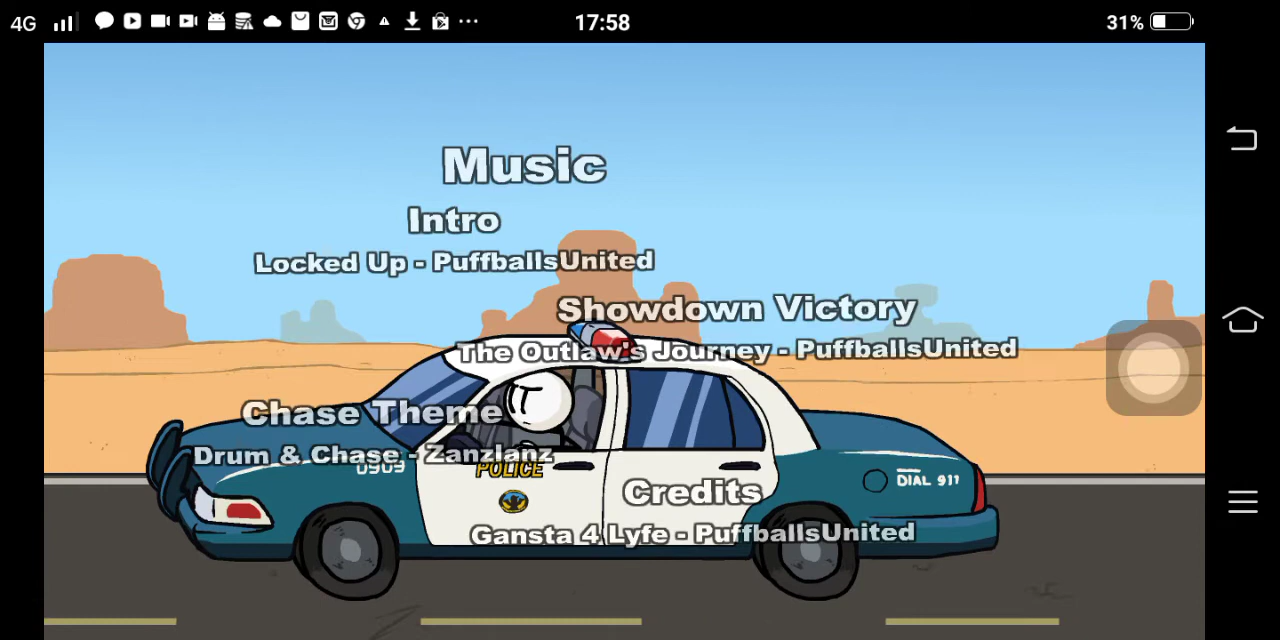 4G
17:58
31%
Music
Intro
Locked Up - PuffballsUnited
Showdown Victory
The Outlaw's Journey - PuffballsUnited
Chase Theme
Drum & Chase - Zanzlanz
0909
POLICE
DIAL 911
Credits
Gansta 4 Lyfe - PuffballsUnited